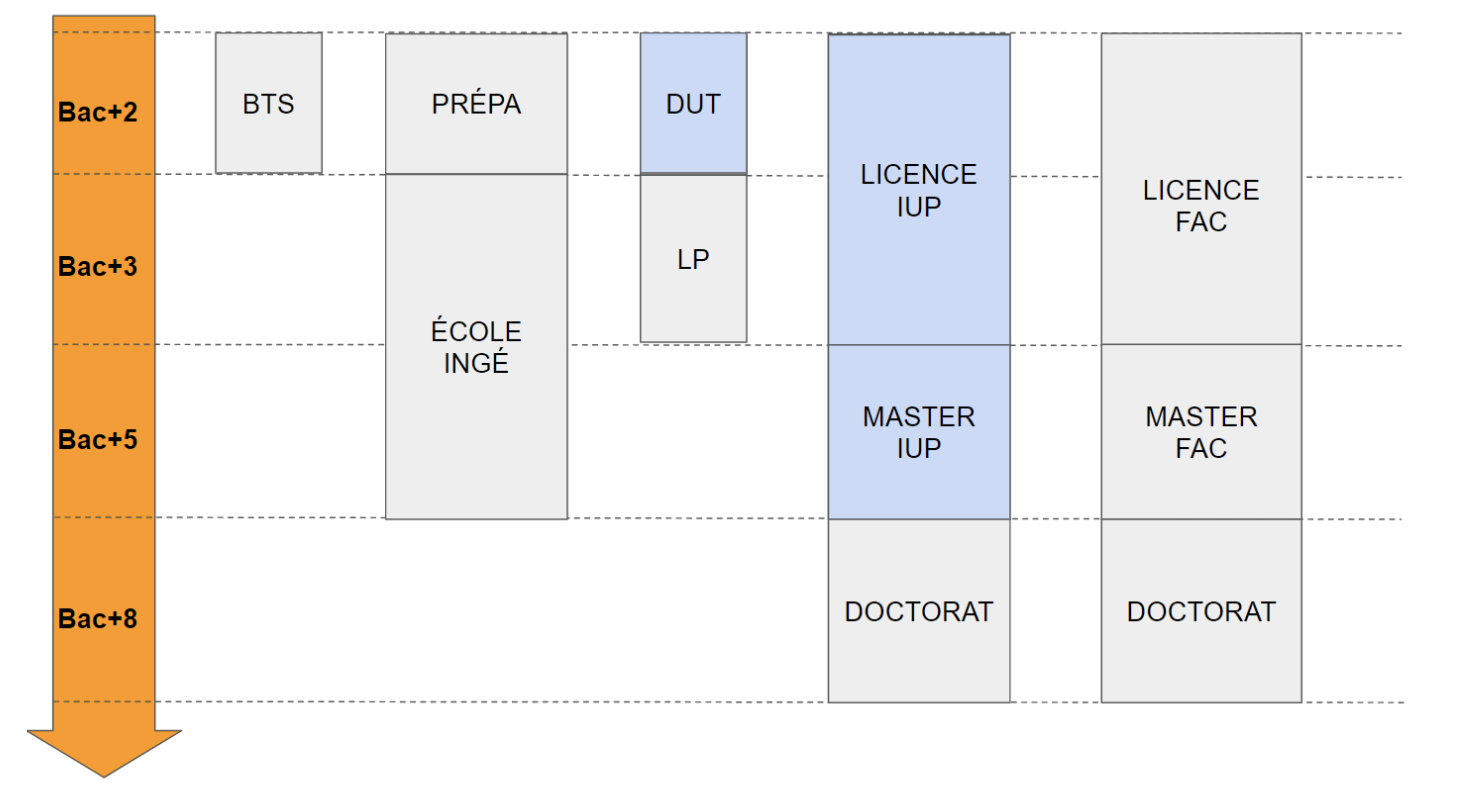 Bac+2
BTS
PRÉPA
DUT
LICENCE
IUP
LICENCE
FAC
Bac+3
LP
ÉCOLE
INGÉ
Bac+5
MASTER
IUP
MASTER
FAC
Bac+8
DOCTORAT
DOCTORAT